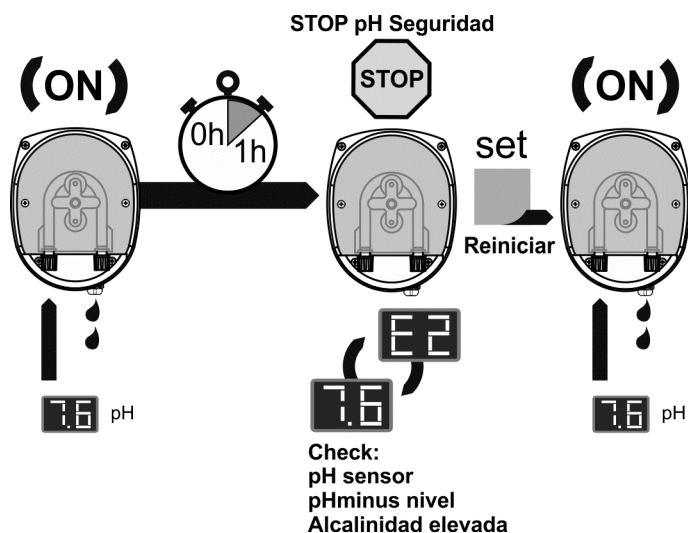 STOP pH Seguridad
(ON)
STOP
(ON)
0h
1h
set
Reiniciar
E2
7.6
7.6 pH
7.6 pH
Check:
pH sensor
pHminus nivel
Alcalinidad elevada